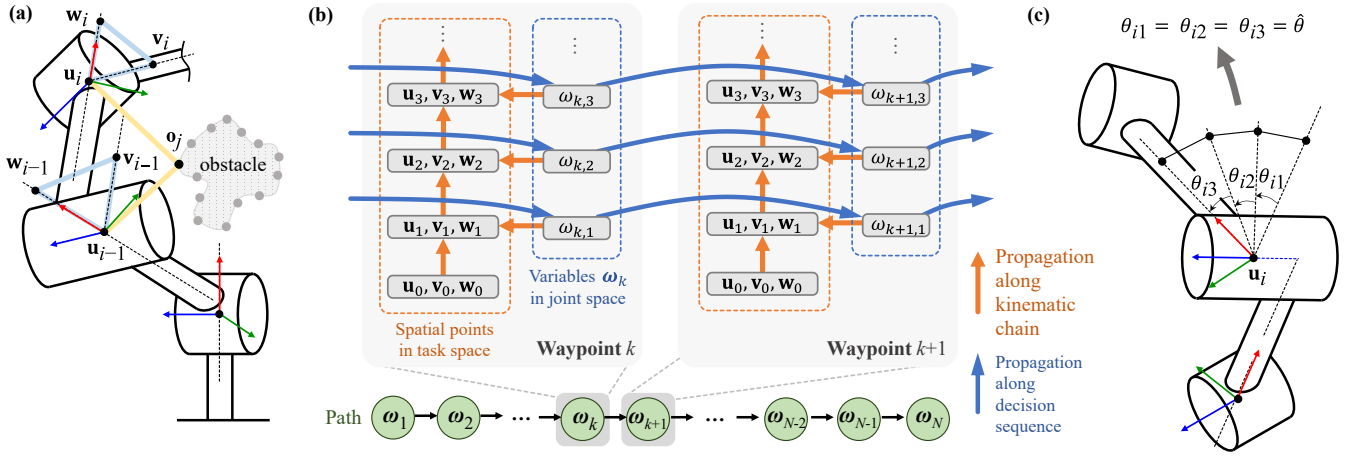 (a)
w_i
v_i
u_i
o_j
obstacle
w_{i−1}
v_{i−1}
u_{i−1}
(b)
⋮ ⋮ ⋮ ⋮
u_3, v_3, w_3 ω_{k,3} u_3, v_3, w_3 ω_{k+1,3}
u_2, v_2, w_2 ω_{k,2} u_2, v_2, w_2 ω_{k+1,2}
u_1, v_1, w_1 ω_{k,1} u_1, v_1, w_1 ω_{k+1,1}
u_0, v_0, w_0 u_0, v_0, w_0
Variables ω_k
in joint space
Spatial points
in task space
Waypoint k
Waypoint k+1
Propagation
along
kinematic
chain
Propagation
along
decision
sequence
Path ω_1 ω_2 ... ω_k ω_{k+1} ... ω_{N-2} ω_{N-1} ω_N
(c)
θ_{i1} = θ_{i2} = θ_{i3} = θ̂
θ_{i3} θ_{i2} θ_{i1}
u_i